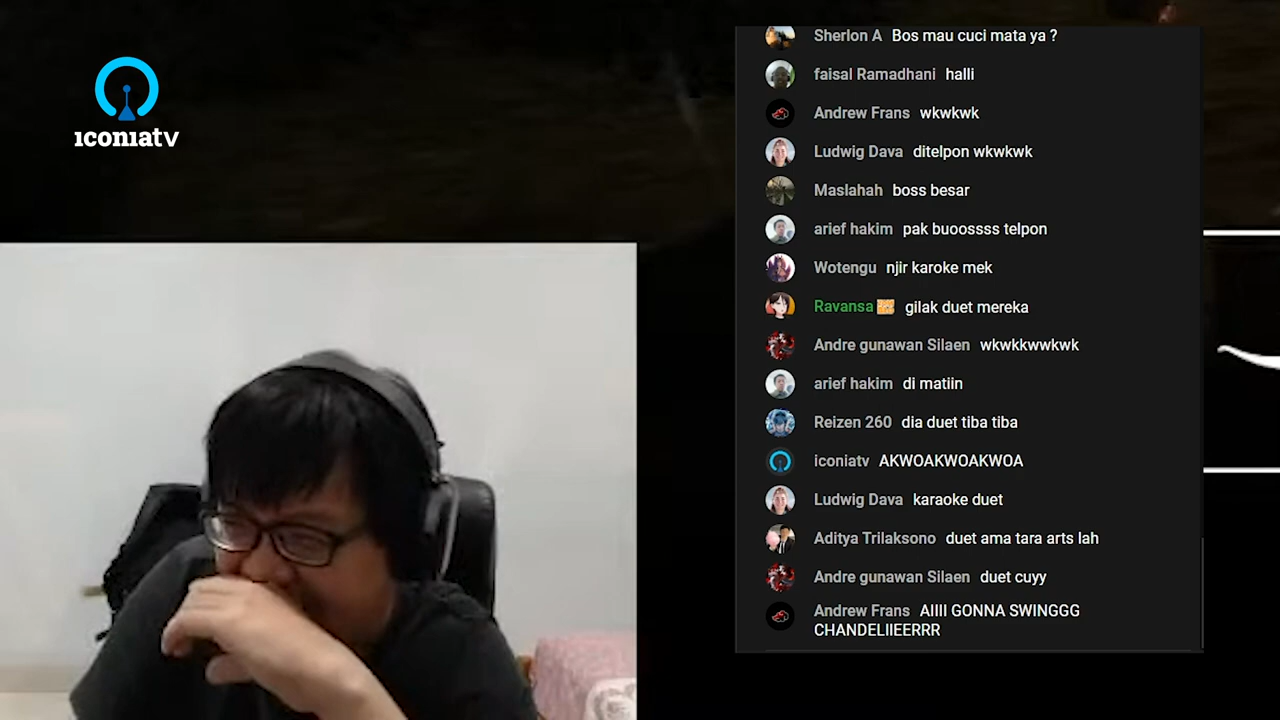 ıconıatv
Sherlon A Bos mau cuci mata ya ?
faisal Ramadhani halli
Andrew Frans wkwkwk
Ludwig Dava ditelpon wkwkwk
Maslahah boss besar
arief hakim pak buoossss telpon
Wotengu njir karoke mek
Ravansa gilak duet mereka
Andre gunawan Silaen wkwkkwwkwk
arief hakim di matiin
Reizen 260 dia duet tiba tiba
iconiatv AKWOAKWOAKWOA
Ludwig Dava karaoke duet
Aditya Trilaksono duet ama tara arts lah
Andre gunawan Silaen duet cuyy
Andrew Frans AIIII GONNA SWINGGG
CHANDELIIEERRR